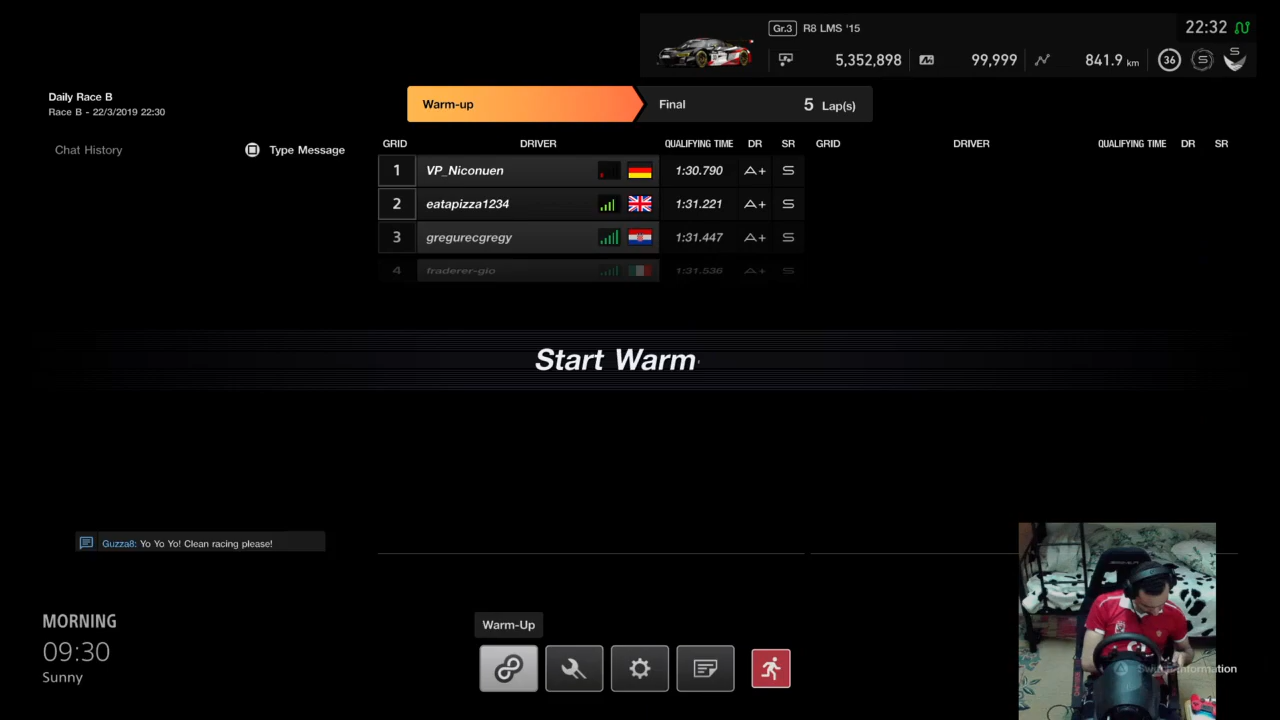 Gr.3 R8 LMS '15
22:32
5,352,898 99,999 841.9 km 36 S S
Daily Race B
Race B - 22/3/2019 22:30
Warm-up Final 5 Lap(s)
Chat History Type Message
GRID DRIVER QUALIFYING TIME DR SR GRID DRIVER QUALIFYING TIME DR SR
1 VP_Niconuen 1:30.790 A+ S
2 eatapizza1234 1:31.221 A+ S
3 gregurecgregy 1:31.447 A+ S
4 fraderer-gio 1:31.536 A+ S
Start Warm
Guzza8: Yo Yo Yo! Clean racing please!
MORNING
09:30
Sunny
Warm-Up
Switch Information